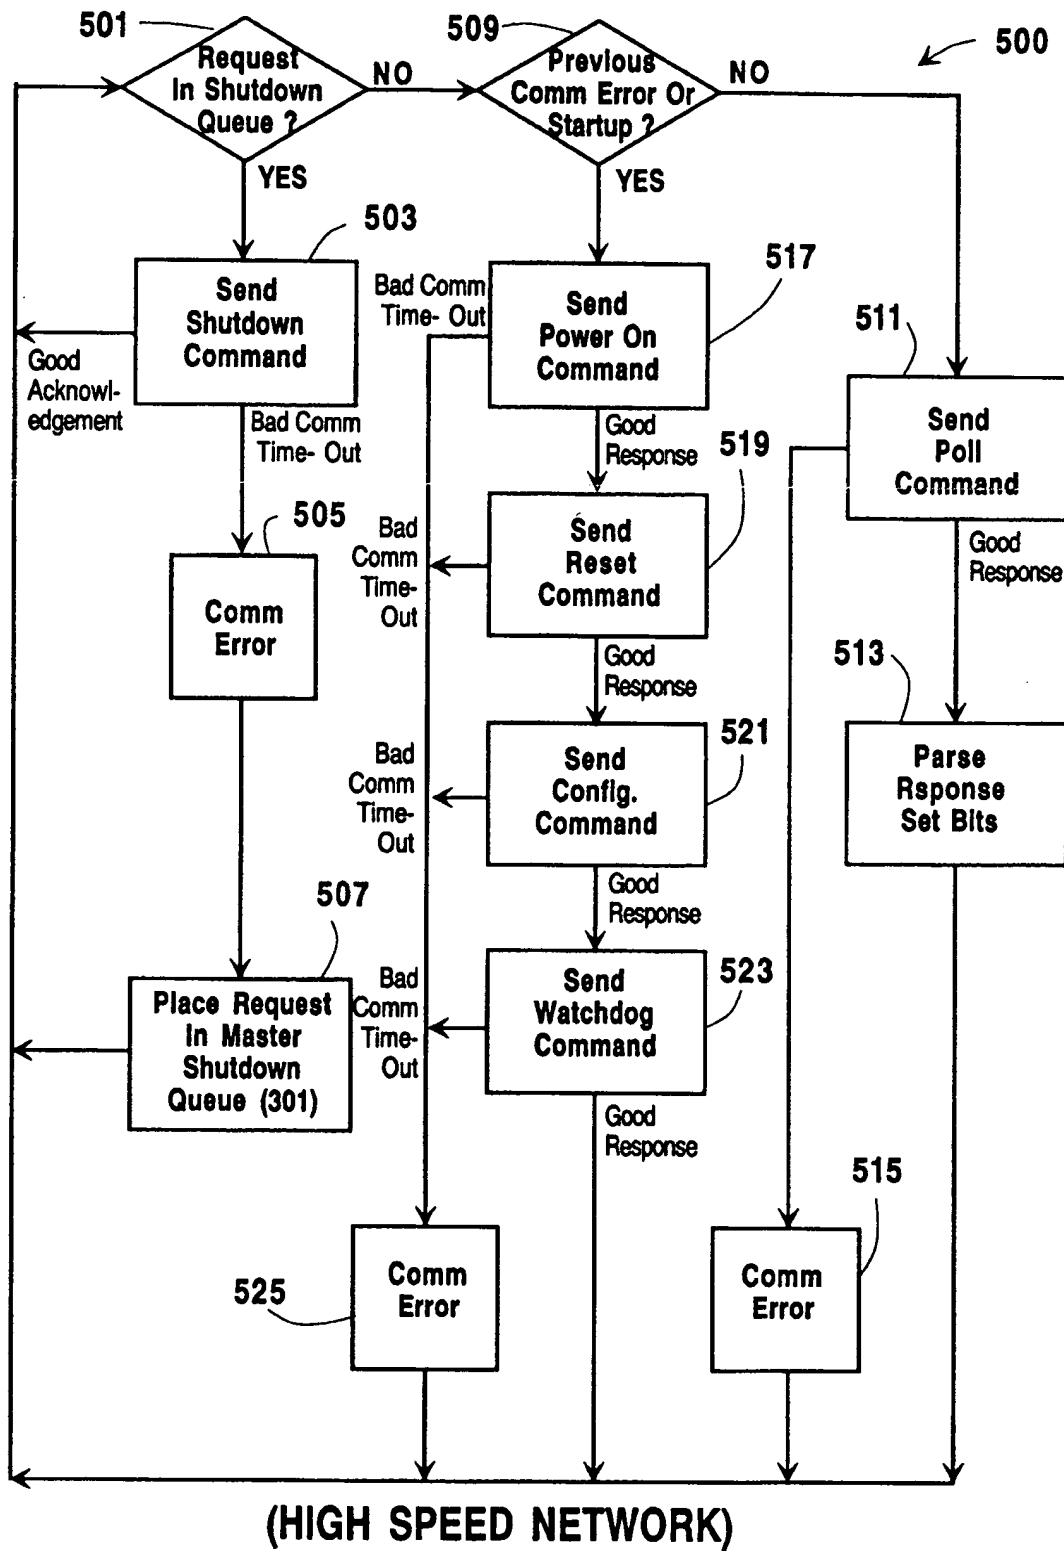 501
Request
In Shutdown
Queue ?
NO
YES
509
Previous
Comm Error Or
Startup ?
NO
YES
500
503
Send
Shutdown
Command
Good
Acknowl-
edgement
Bad Comm
Time- Out
505
Comm
Error
507
Place Request
In Master
Shutdown
Queue (301)
517
Bad Comm
Time- Out
Send
Power On
Command
Good
Response
519
Bad
Comm
Time-
Out
Send
Reset
Command
Good
Response
521
Bad
Comm
Time-
Out
Send
Config.
Command
Good
Response
523
Bad
Comm
Time-
Out
Send
Watchdog
Command
Good
Response
525
Comm
Error
511
Send
Poll
Command
Good
Response
513
Parse
Rsponse
Set Bits
515
Comm
Error
(HIGH SPEED NETWORK)